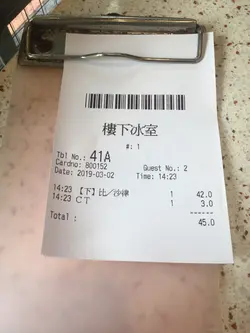 樓下冰室
#: 1
Tbl No.: 41A
Cardno: 800152
Guest No.: 2
Date: 2019-03-02
Time: 14:23
14:23 【下】比/沙律 1 42.0
14:23 C T 1 3.0
Total : 45.0